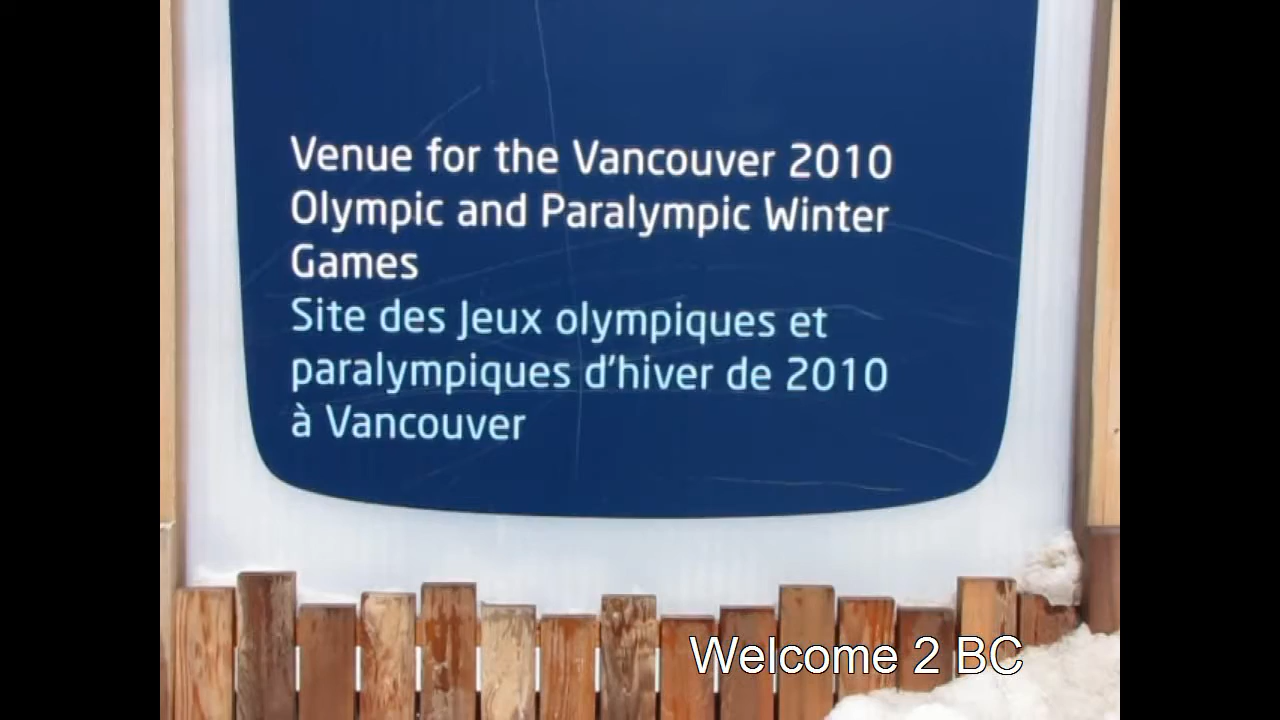 Venue for the Vancouver 2010
Olympic and Paralympic Winter
Games
Site des Jeux olympiques et
paralympiques d'hiver de 2010
à Vancouver
Welcome 2 BC